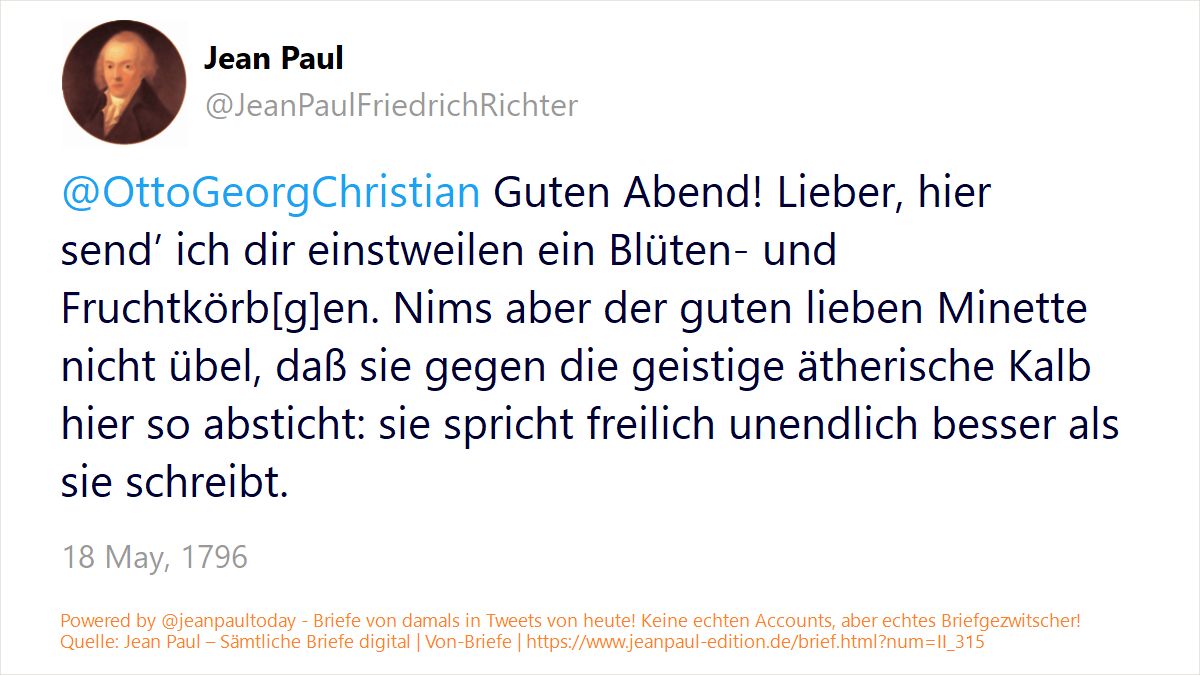 Jean Paul
@JeanPaulFriedrichRichter
@OttoGeorgChristian Guten Abend! Lieber, hier
send’ ich dir einstweilen ein Blüten- und
Fruchtkörb[g]en. Nims aber der guten lieben Minette
nicht übel, daß sie gegen die geistige ätherische Kalb
hier so absticht: sie spricht freilich unendlich besser als
sie schreibt.
18 May, 1796
Powered by @jeanpaultoday - Briefe von damals in Tweets von heute! Keine echten Accounts, aber echtes Briefgezwitscher!
Quelle: Jean Paul – Sämtliche Briefe digital | Von-Briefe | https://www.jeanpaul-edition.de/brief.html?num=II_315